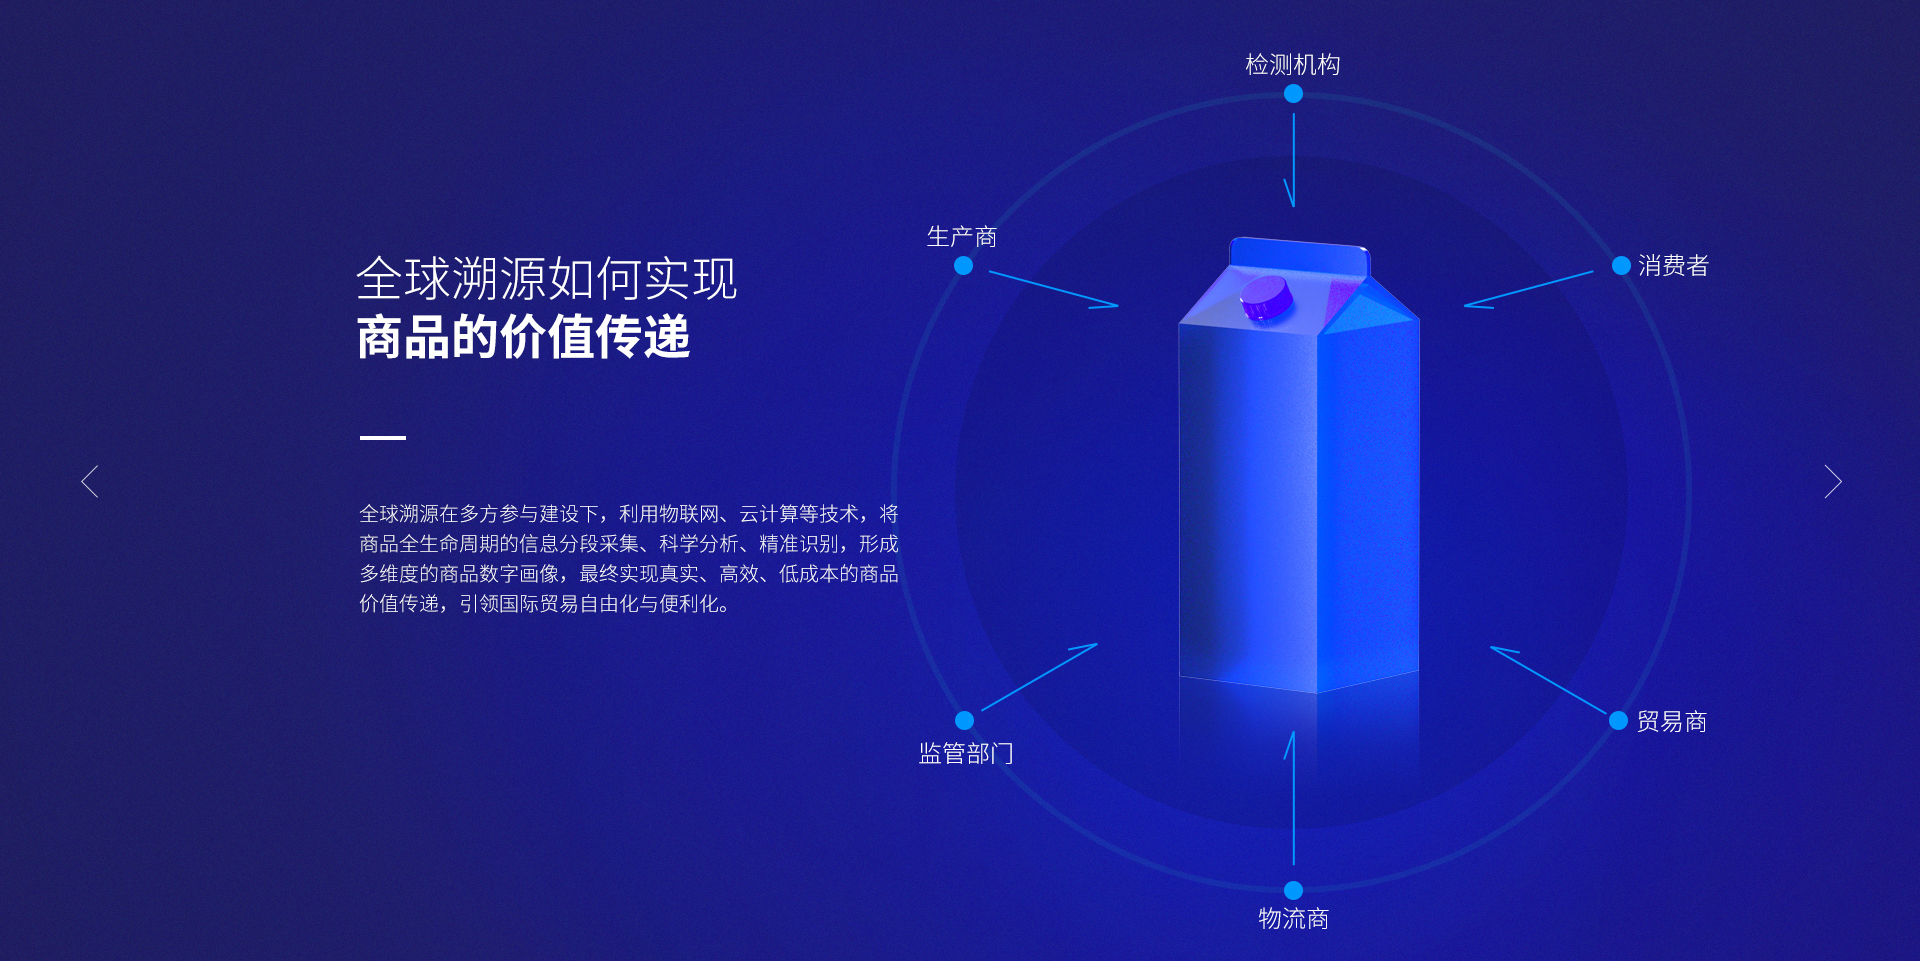 全球溯源如何实现
商品的价值传递
全球溯源在多方参与建设下，利用物联网、云计算等技术，将
商品全生命周期的信息分段采集、科学分析、精准识别，形成
多维度的商品数字画像，最终实现真实、高效、低成本的商品
价值传递，引领国际贸易自由化与便利化。
检测机构
生产商
消费者
监管部门
贸易商
物流商